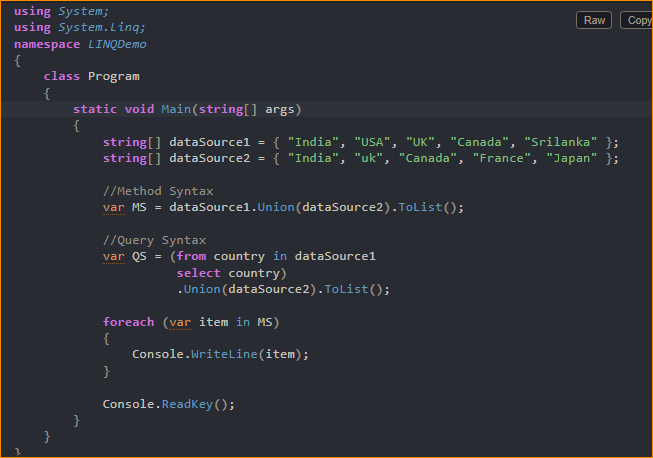 using System;
using System.Linq;
Raw Copy
namespace LINQDemo
{
    class Program
    {
        static void Main(string[] args)
        {
            string[] dataSource1 = { "India", "USA", "UK", "Canada", "Srilanka" };
            string[] dataSource2 = { "India", "uk", "Canada", "France", "Japan" };

            //Method Syntax
            var MS = dataSource1.Union(dataSource2).ToList();

            //Query Syntax
            var QS = (from country in dataSource1
                      select country)
                      .Union(dataSource2).ToList();

            foreach (var item in MS)
            {
                Console.WriteLine(item);
            }

            Console.ReadKey();
        }
    }
}